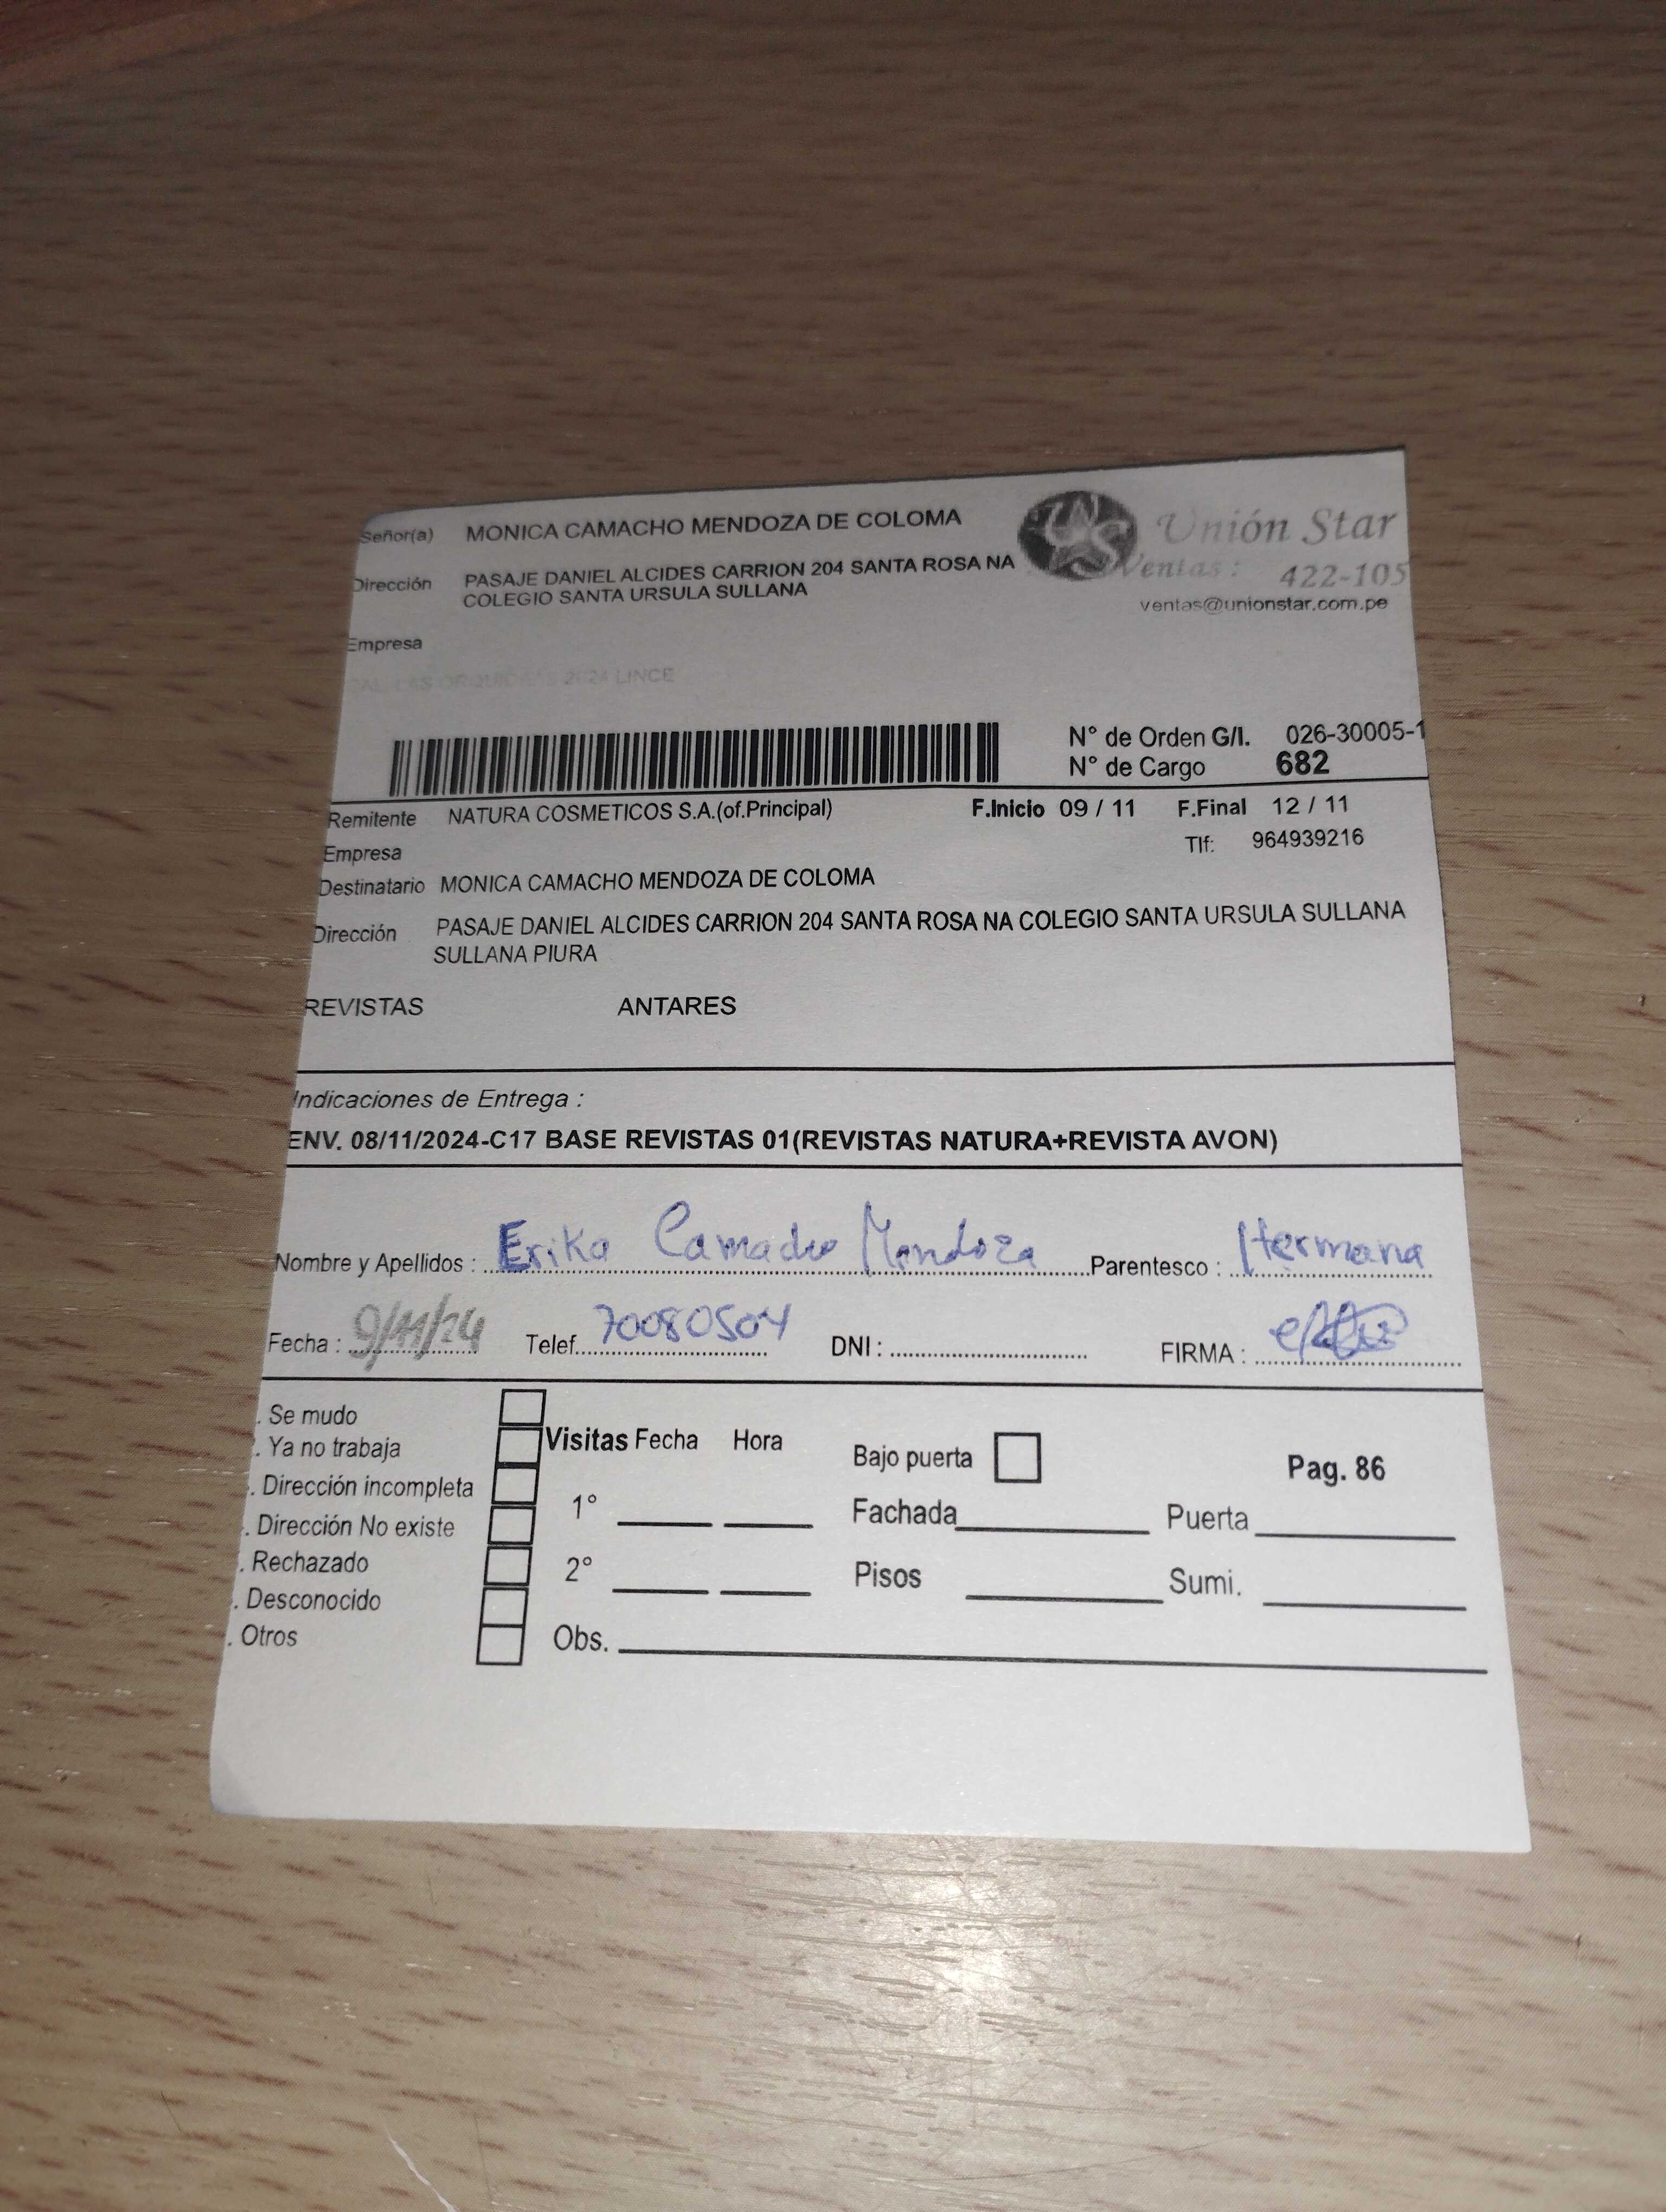 Señor(a) MONICA CAMACHO MENDOZA DE COLOMA
Unión Star
Dirección PASAJE DANIEL ALCIDES CARRION 204 SANTA ROSA NA
COLEGIO SANTA URSULA SULLANA
Ventas : 422-105
ventas@unionstar.com.pe
Empresa
2024 LINCE
N° de Orden G/I. 026-30005-1
N° de Cargo 682
Remitente NATURA COSMETICOS S.A.(of.Principal) F.Inicio 09 / 11 F.Final 12 / 11
Empresa Tlf: 964939216
Destinatario MONICA CAMACHO MENDOZA DE COLOMA
Dirección PASAJE DANIEL ALCIDES CARRION 204 SANTA ROSA NA COLEGIO SANTA URSULA SULLANA
SULLANA PIURA
REVISTAS ANTARES
Indicaciones de Entrega :
ENV. 08/11/2024-C17 BASE REVISTAS 01(REVISTAS NATURA+REVISTA AVON)
Nombre y Apellidos : Erika Camacho Mendoza Parentesco : Hermana
Fecha : 9/11/24 Telef. 70080504 DNI : FIRMA :
. Se mudo
. Ya no trabaja
. Dirección incompleta
. Dirección No existe
. Rechazado
. Desconocido
. Otros
Visitas Fecha Hora
1°
2°
Obs.
Bajo puerta
Pag. 86
Fachada Puerta
Pisos Sumi.